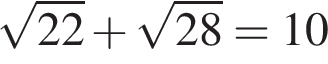 √22 + √28 = 10